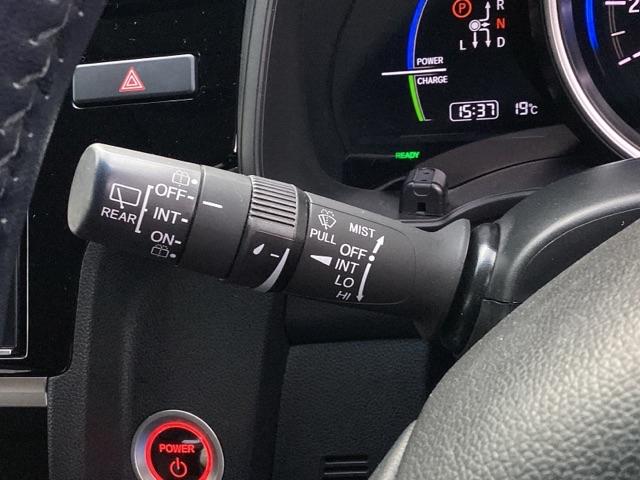 P
R
N
L
D
POWER
CHARGE
15:37 19°C
READY
OFF
REAR
INT
ON
PULL
MIST
OFF
INT
LO
HI
POWER